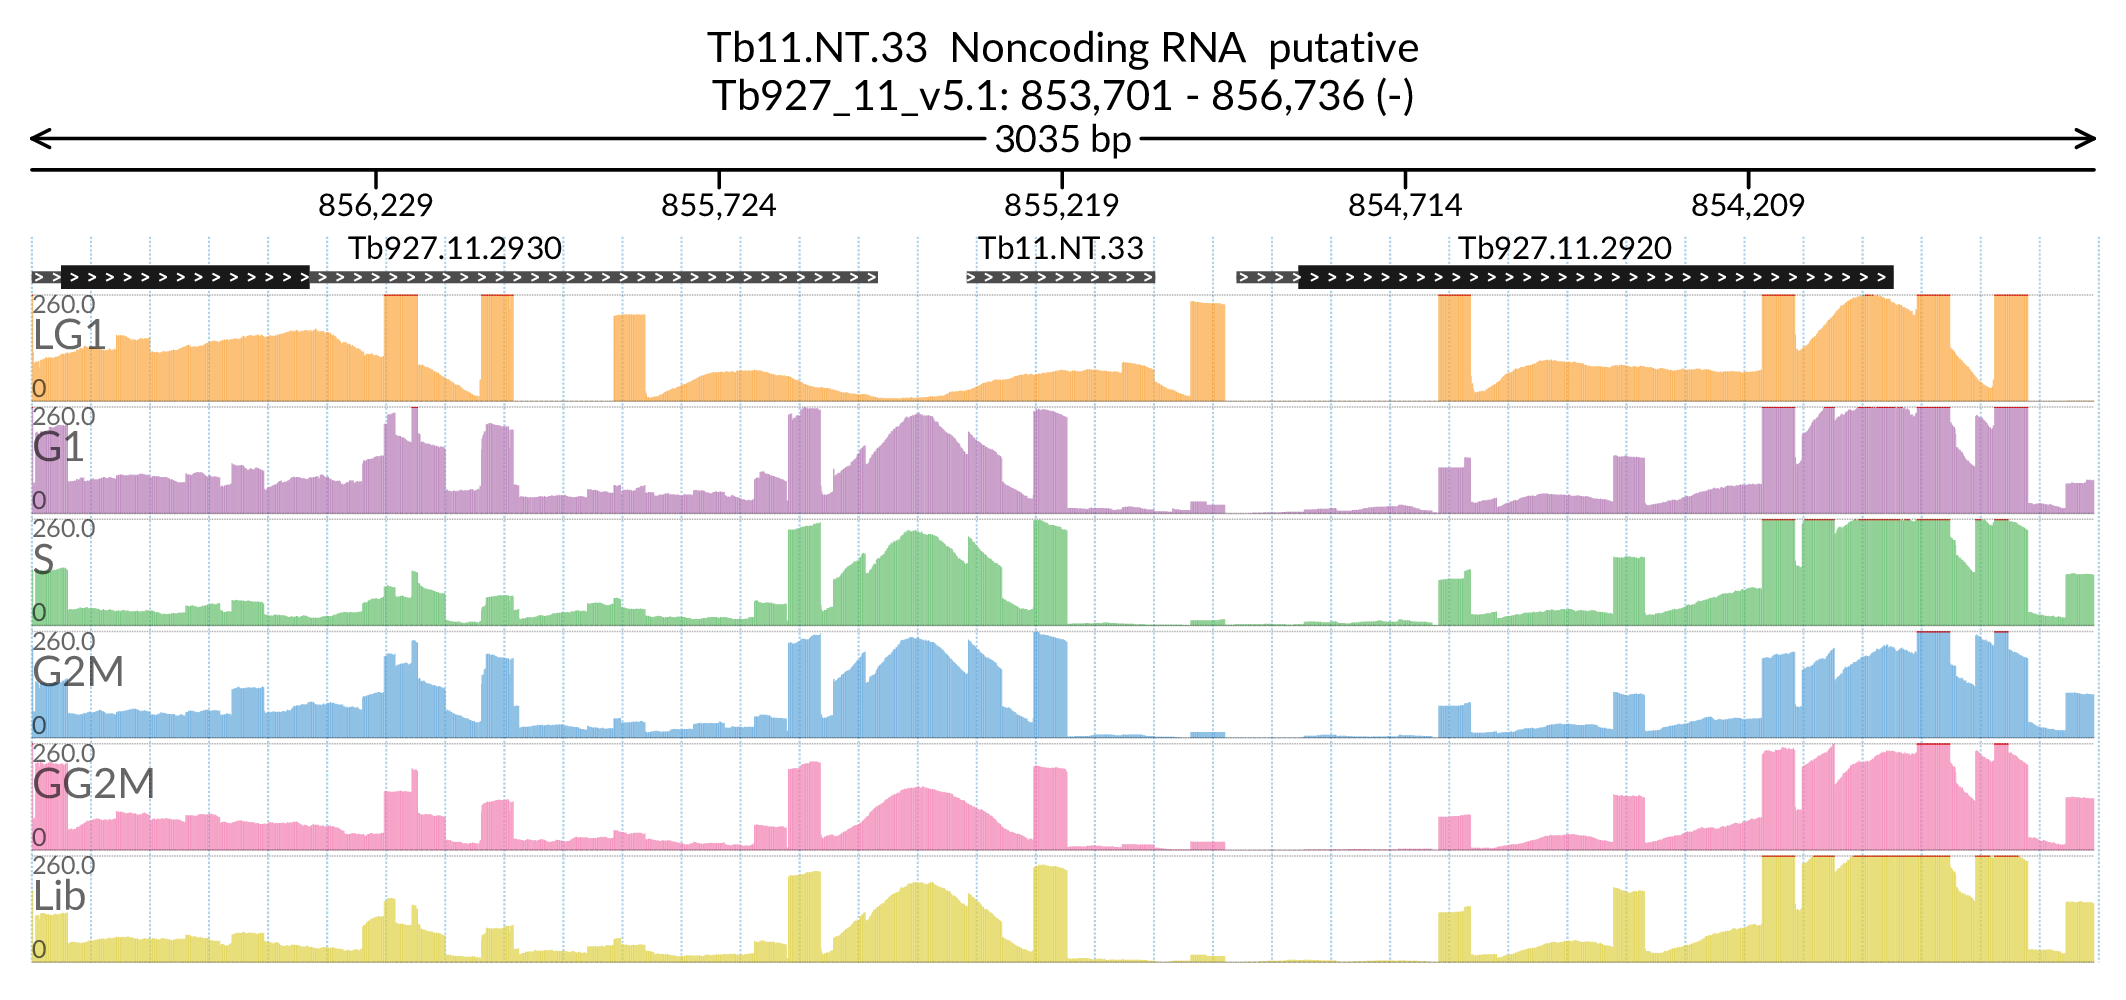 Tb11.NT.33 Noncoding RNA putative
Tb927_11_v5.1: 853,701 - 856,736 (-)
3035 bp
856,229 855,724 855,219 854,714 854,209
Tb927.11.2930 Tb11.NT.33 Tb927.11.2920
260.0
LG1
0
260.0
G1
0
260.0
S
0
260.0
G2M
0
260.0
GG2M
0
260.0
Lib
0